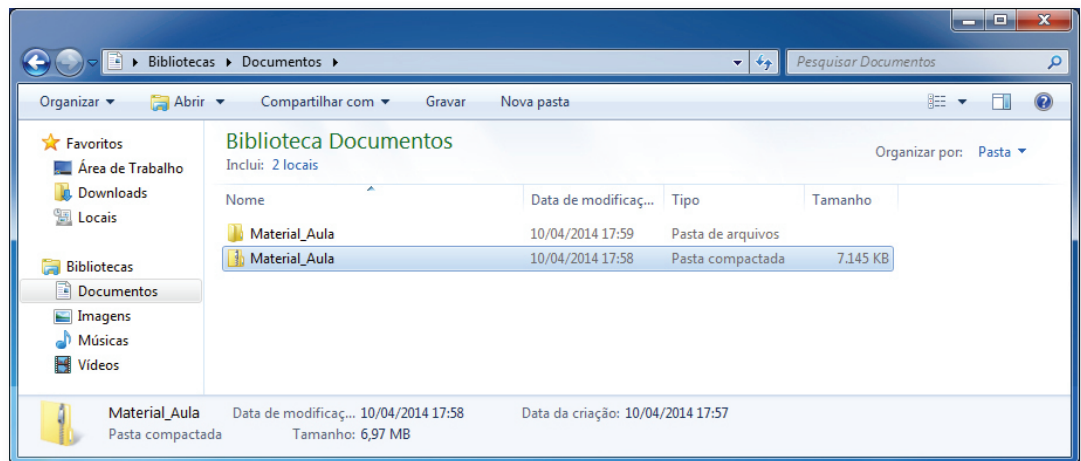 Bibliotecas Documentos
Pesquisar Documentos
Organizar Abrir Compartilhar com Gravar Nova pasta
Favoritos
Área de Trabalho
Downloads
Locais
Bibliotecas
Documentos
Imagens
Músicas
Vídeos
Biblioteca Documentos
Inclui: 2 locais
Organizar por: Pasta
Nome Data de modificaç... Tipo Tamanho
Material_Aula 10/04/2014 17:59 Pasta de arquivos
Material_Aula 10/04/2014 17:58 Pasta compactada 7.145 KB
Material_Aula Data de modificaç... 10/04/2014 17:58 Data da criação: 10/04/2014 17:57
Pasta compactada Tamanho: 6,97 MB